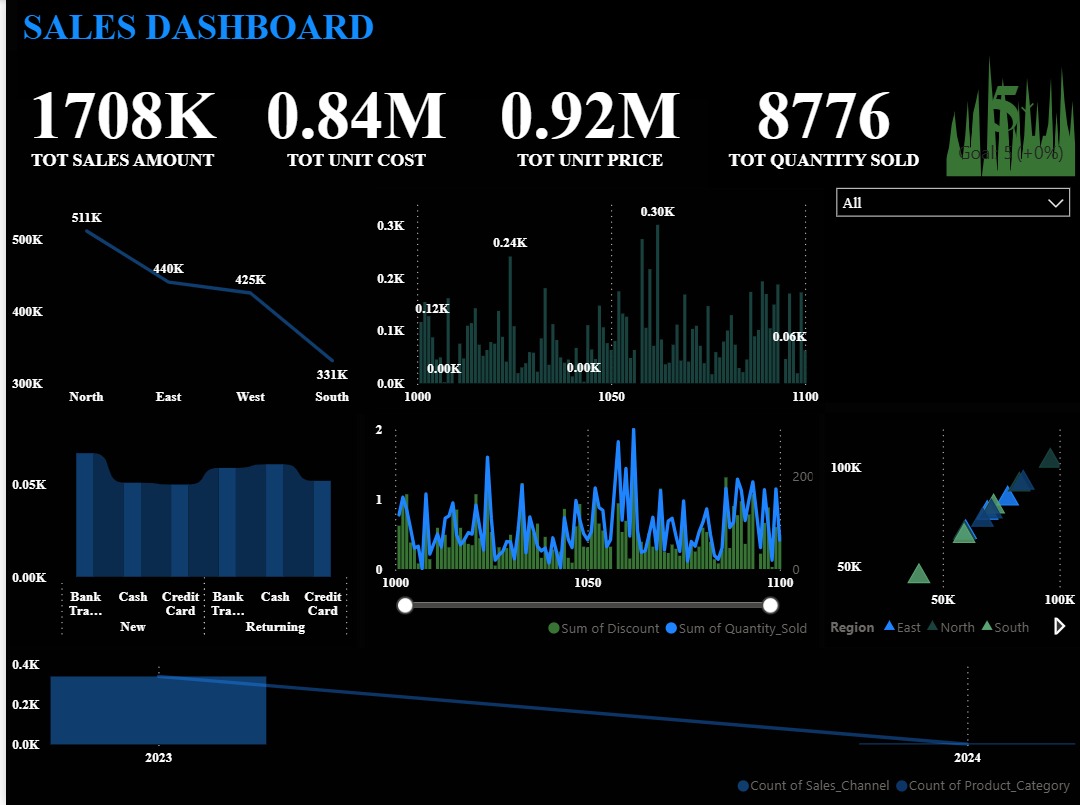 SALES DASHBOARD
1708K
TOT SALES AMOUNT
0.84M
TOT UNIT COST
0.92M
TOT UNIT PRICE
8776
TOT QUANTITY SOLD
5
Goal: 5 (+0%)
All
500K
400K
300K
511K
440K
425K
331K
North East West South
0.3K
0.2K
0.1K
0.0K
0.12K
0.00K
0.24K
0.00K
0.30K
0.06K
1000 1050 1100
0.05K
0.00K
Bank Tra...
Cash
Credit Card
Bank Tra...
Cash
Credit Card
New Returning
2
1
0
200
0
1000 1050 1100
Sum of Discount Sum of Quantity_Sold
100K
50K
50K 100K
Region East North South
0.4K
0.2K
0.0K
2023 2024
Count of Sales_Channel Count of Product_Category